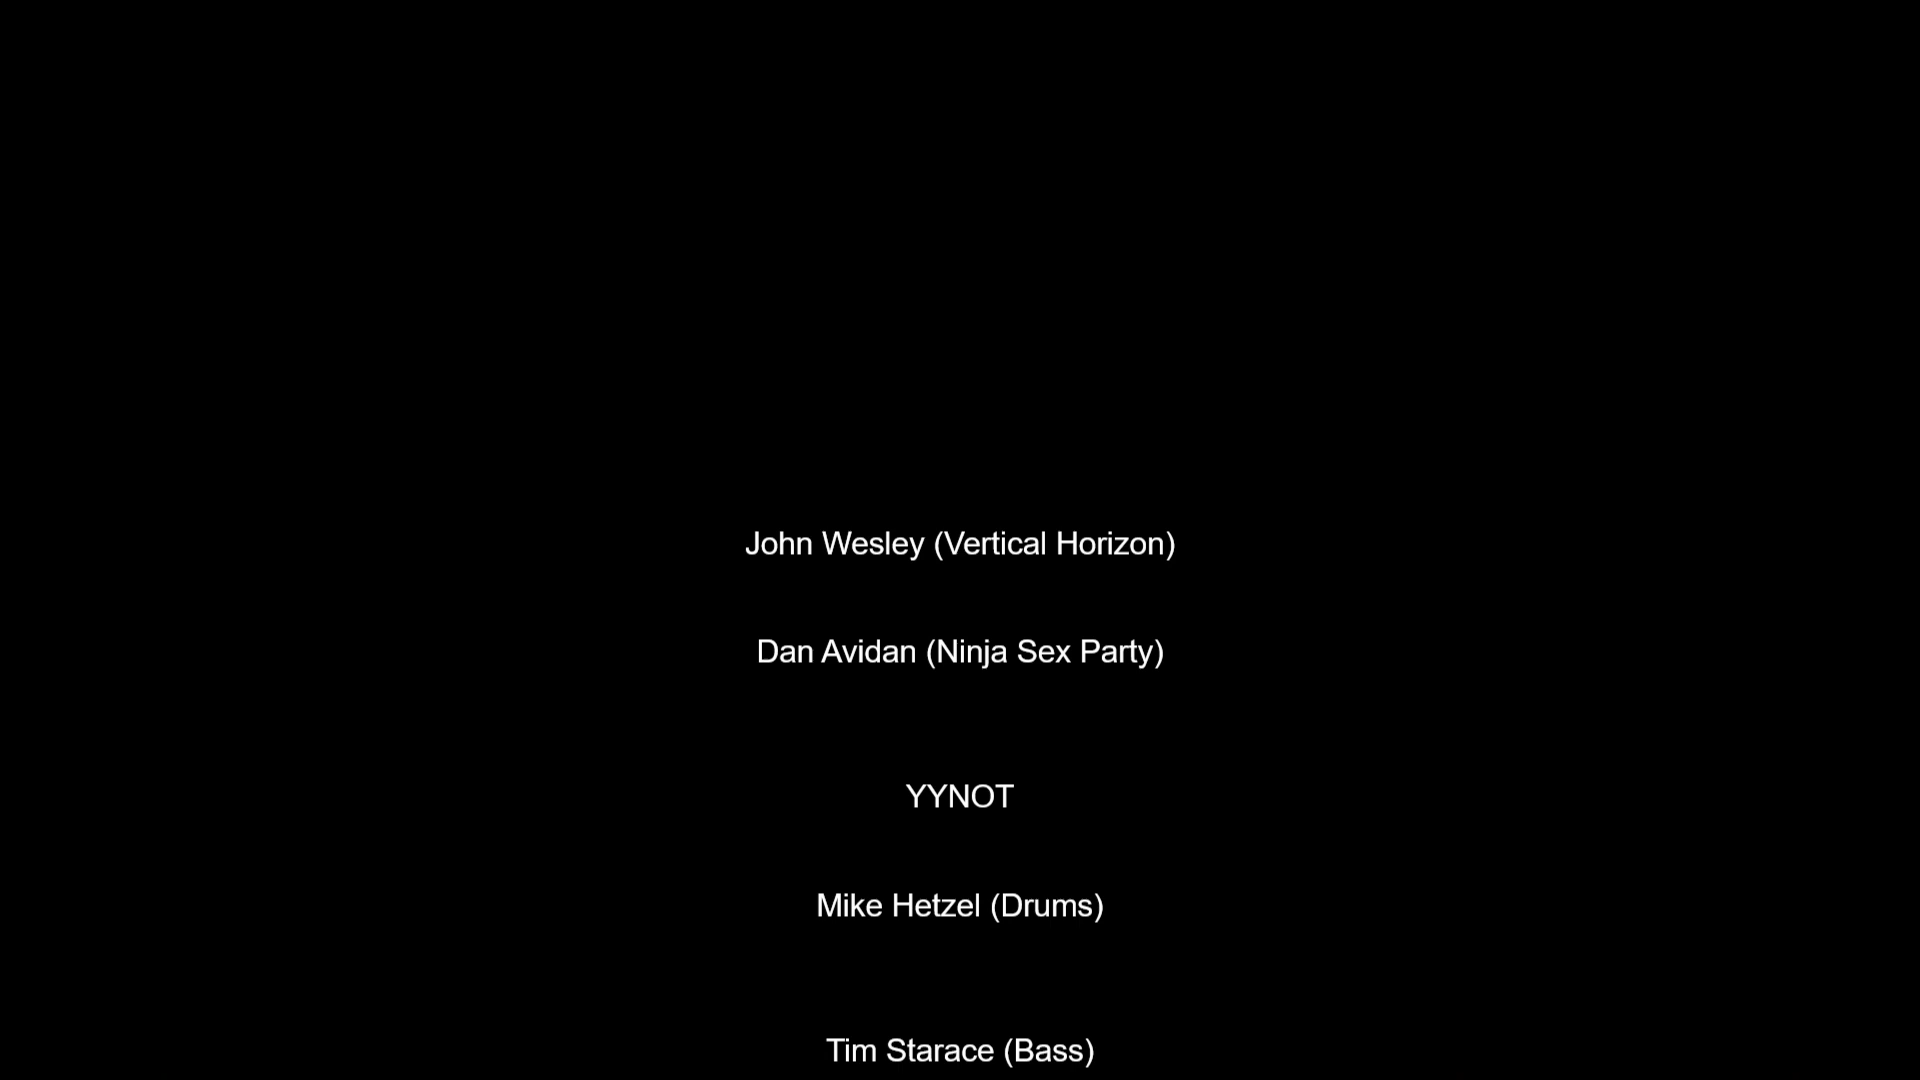 John Wesley (Vertical Horizon)
Dan Avidan (Ninja Sex Party)
YYNOT
Mike Hetzel (Drums)
Tim Starace (Bass)